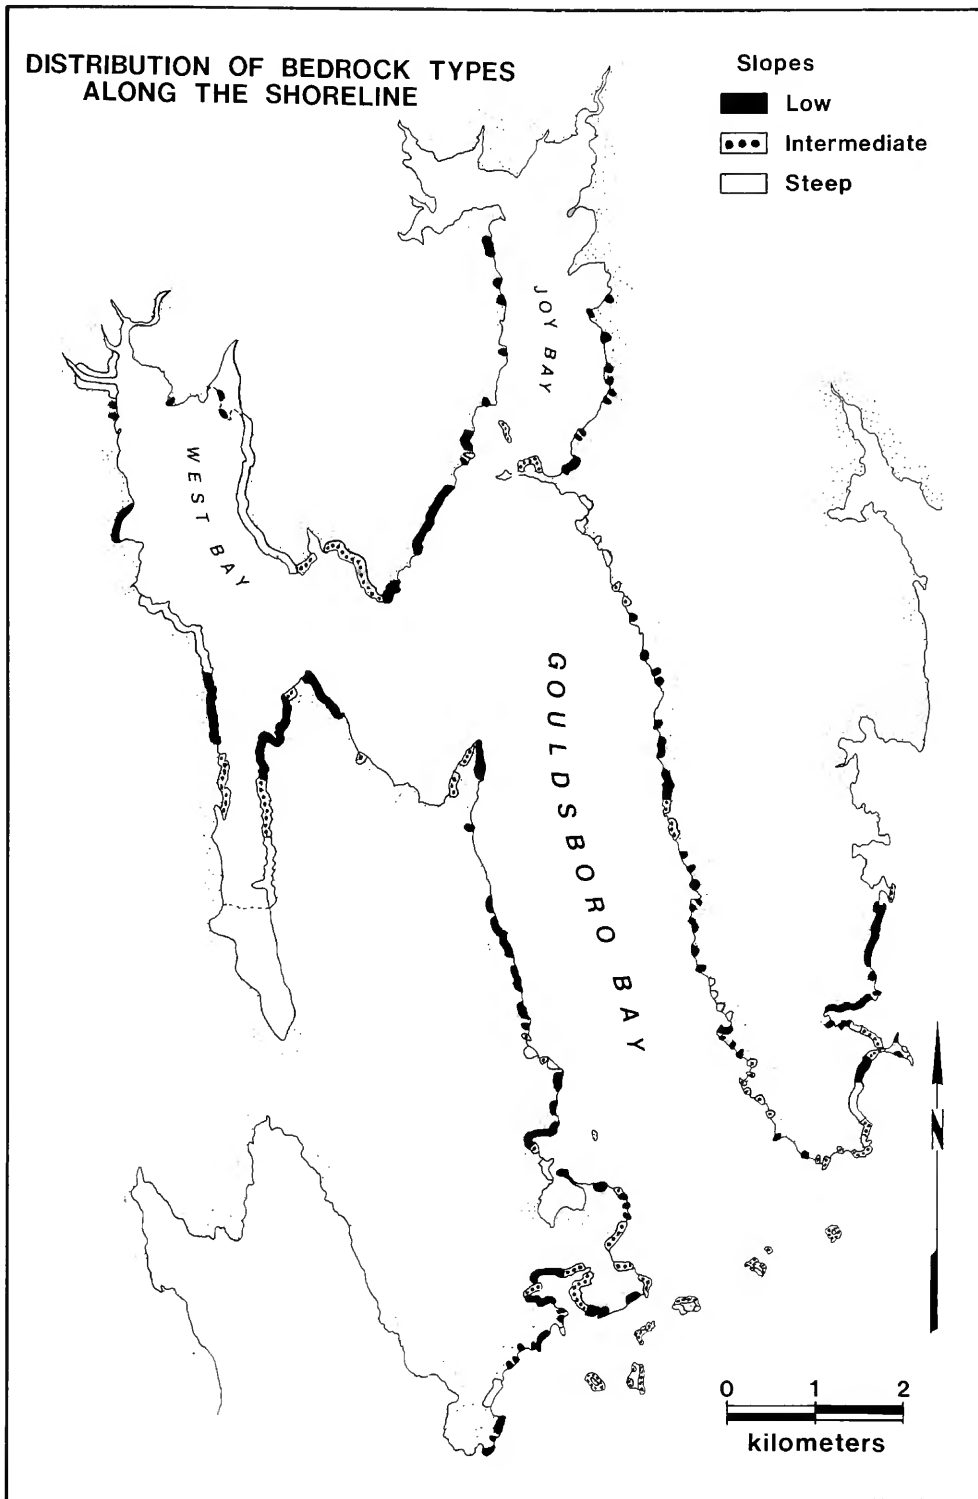 DISTRIBUTION OF BEDROCK TYPES
ALONG THE SHORELINE
Slopes
Low
Intermediate
Steep
JOY BAY
WEST BAY
GOULDSBORO BAY
N
0 1 2
kilometers